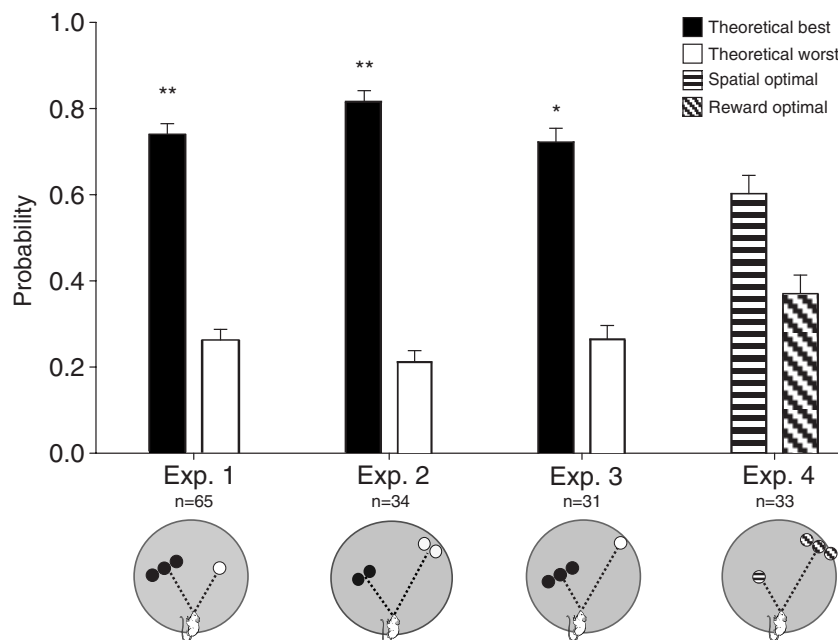 1.0
0.8
0.6
0.4
0.2
0.0
Probability
**
**
*
Theoretical best
Theoretical worst
Spatial optimal
Reward optimal
Exp. 1
Exp. 2
Exp. 3
Exp. 4
n=65
n=34
n=31
n=33